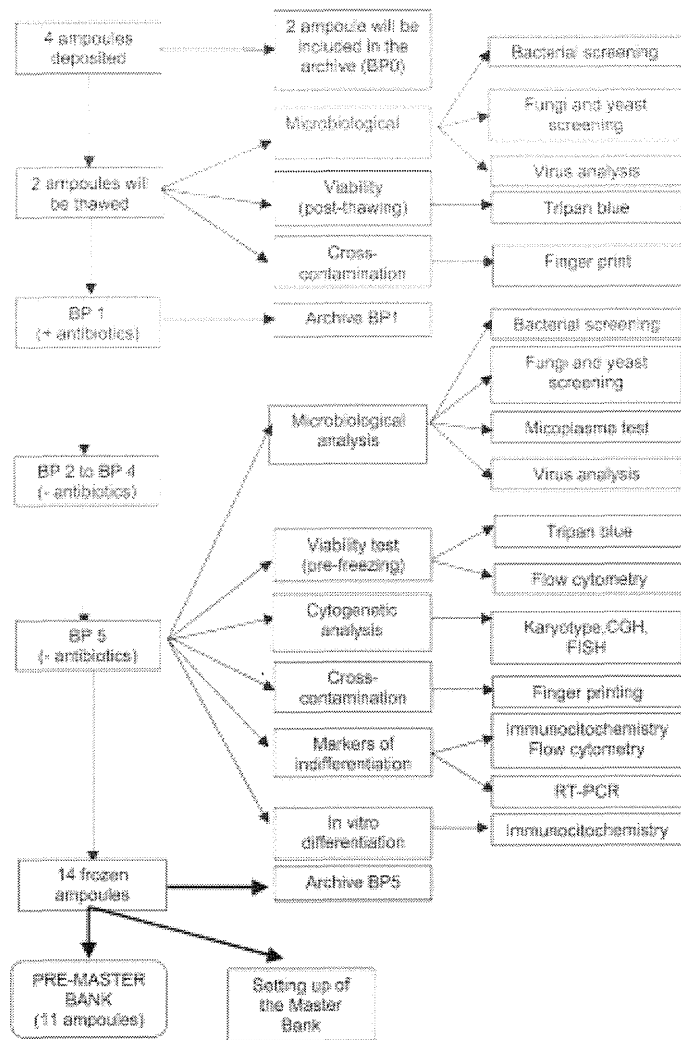 4 ampoules
deposited
2 ampoule will be
included in the
archive (BP0)
Bacterial screening
Microbiological
Fungi and yeast
screening
Virus analysis
2 ampoules will
be thawed
Viability
(post-thawing)
Tripan blue
Cross-
contamination
Finger print
BP 1
(+ antibiotics)
Archive BP1
Bacterial screening
Fungi and yeast
screening
Microbiological
analysis
Micoplasma test
Virus analysis
BP 2 to BP 4
(- antibiotics)
Viability test
(pre-freezing)
Tripan blue
Flow cytometry
BP 5
(- antibiotics)
Cytogenetic
analysis
Karyotype,CGH,
FISH
Cross-
contamination
Finger printing
Markers of
indifferentiation
Immunocitochemistry
Flow cytometry
RT-PCR
In vitro
differentiation
Immunocitochemistry
14 frozen
ampoules
Archive BP5
PRE-MASTER
BANK
(11 ampoules)
Setting up of
the Master
Bank